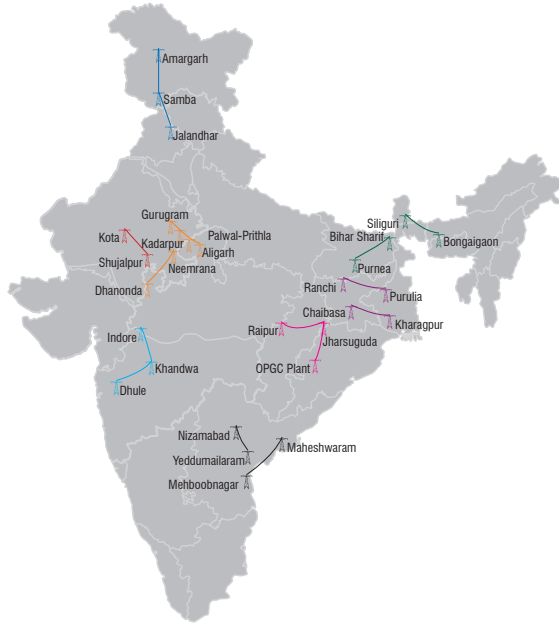 Amargarh
Samba
Jalandhar
Gurugram
Siliguri
Kota
Kadarpur
Palwal-Prithla
Bihar Sharif
Bongaigaon
Aligarh
Shujalpur
Neemrana
Purnea
Dhanonda
Ranchi
Purulia
Chaibasa
Kharagpur
Raipur
Indore
Jharsuguda
Khandwa
OPGC Plant
Dhule
Nizamabad
Maheshwaram
Yeddumailaram
Mehboobnagar